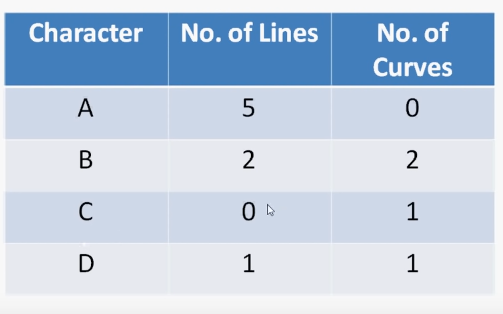 Character No. of Lines No. of
Curves
A 5 0
B 2 2
C 0 1
D 1 1